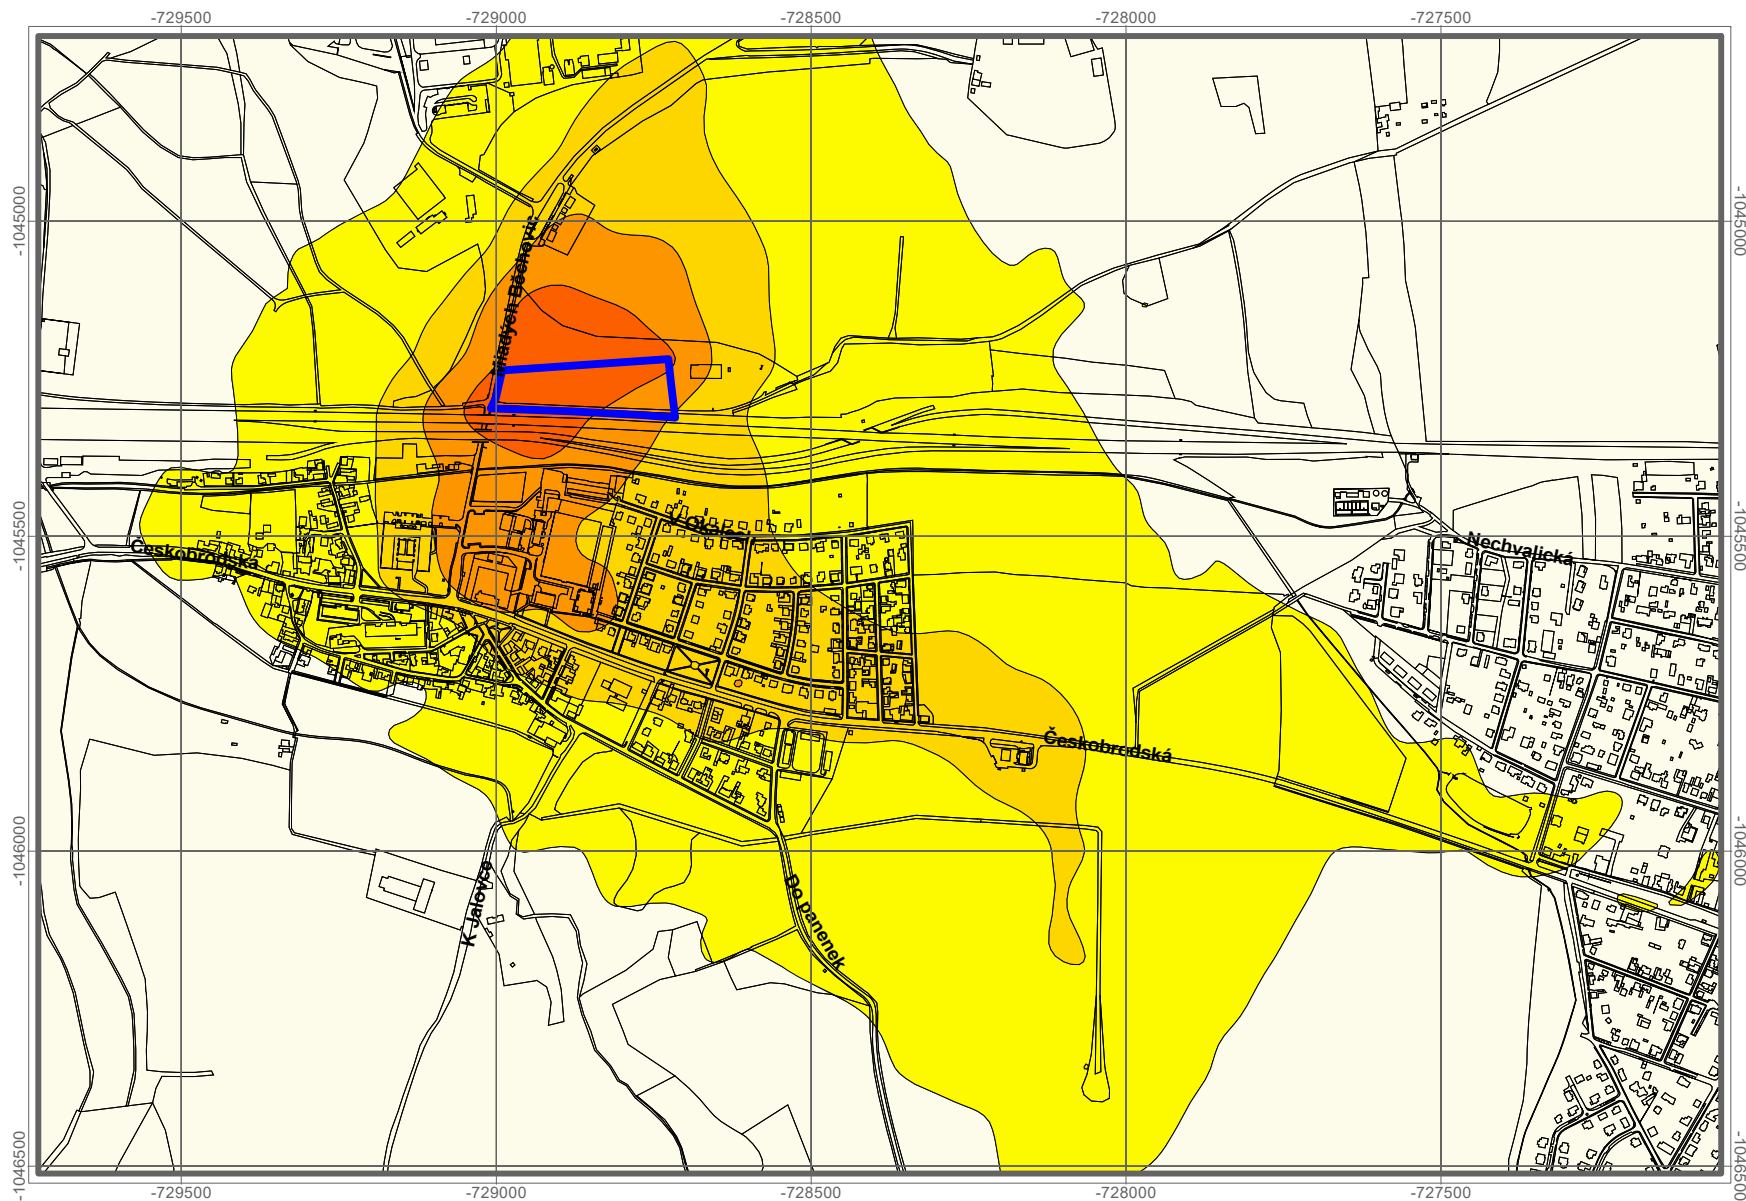 -729500 -729000 -728500 -728000 -727500
-1045000 -1045000
Mladých Běchovic
-1045500 -1045500
V Okálech
Českobrodská
Nechvalická
Českobrodská
-1046000 -1046000
K Jalovce
Do panenek
-1046500 -1046500
-729500 -729000 -728500 -728000 -727500